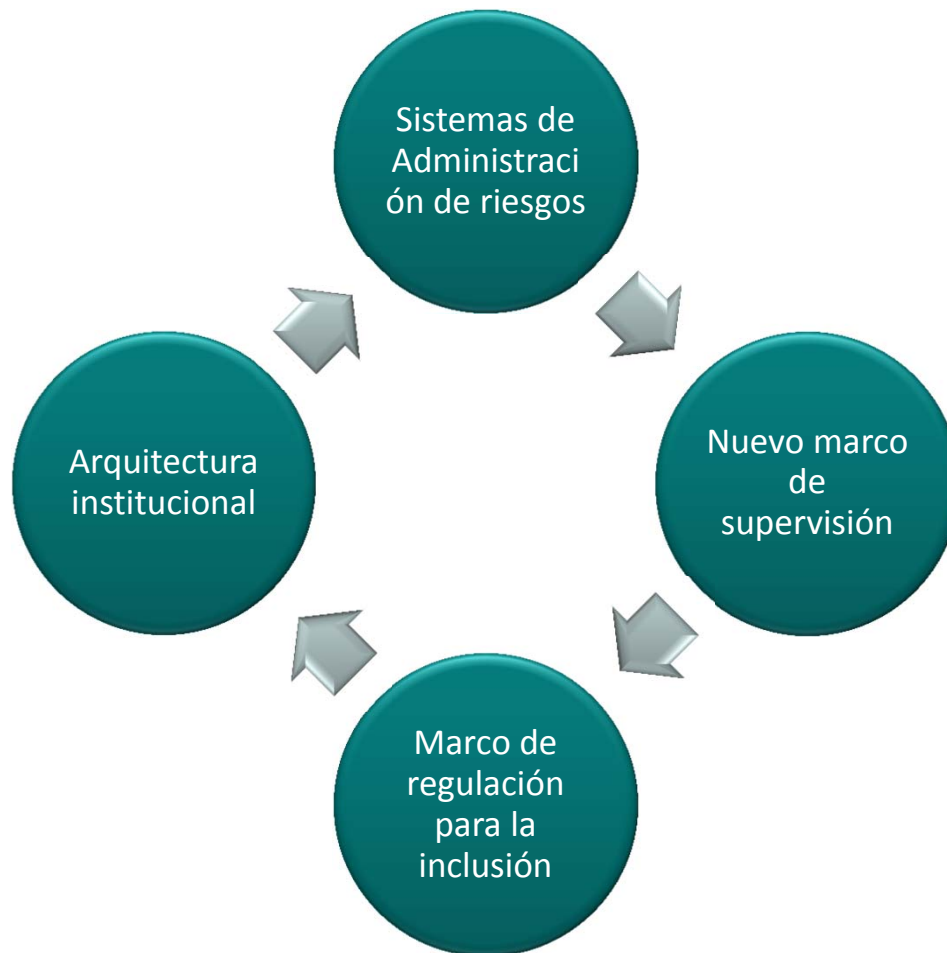 Sistemas de
Administraci
ón de riesgos
Nuevo marco
de
supervisión
Marco de
regulación
para la
inclusión
Arquitectura
institucional